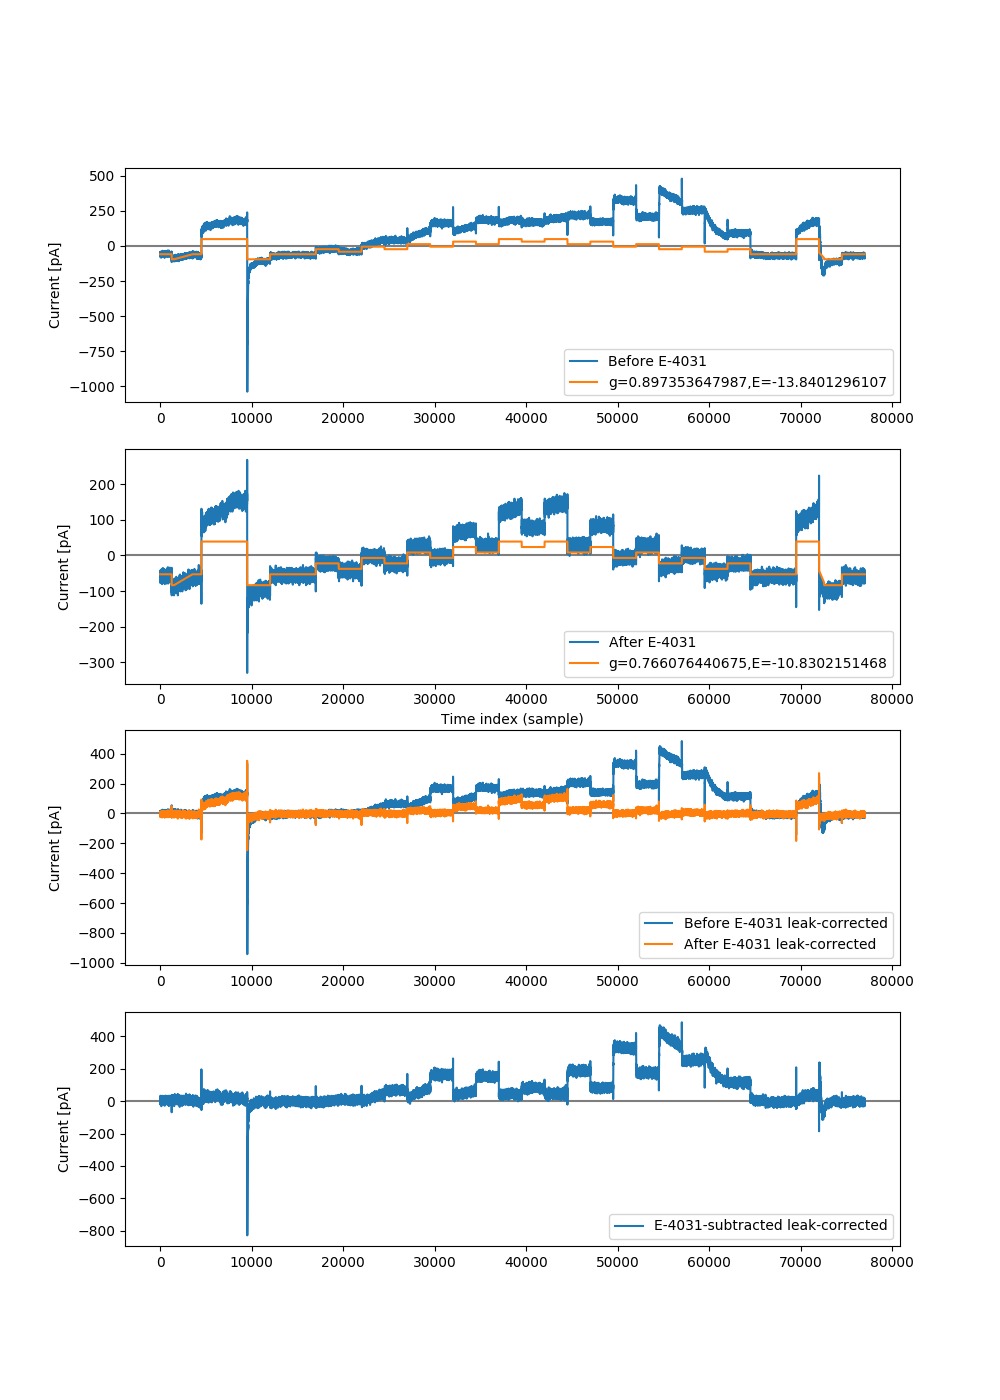 500
250
0
−250
−500
−750
−1000
Current [pA]
Before E-4031
g=0.897353647987,E=-13.8401296107
0 10000 20000 30000 40000 50000 60000 70000 80000
200
100
0
−100
−200
−300
Current [pA]
After E-4031
g=0.766076440675,E=-10.8302151468
0 10000 20000 30000 40000 50000 60000 70000 80000
Time index (sample)
400
200
0
−200
−400
−600
−800
−1000
Current [pA]
Before E-4031 leak-corrected
After E-4031 leak-corrected
0 10000 20000 30000 40000 50000 60000 70000 80000
400
200
0
−200
−400
−600
−800
Current [pA]
E-4031-subtracted leak-corrected
0 10000 20000 30000 40000 50000 60000 70000 80000